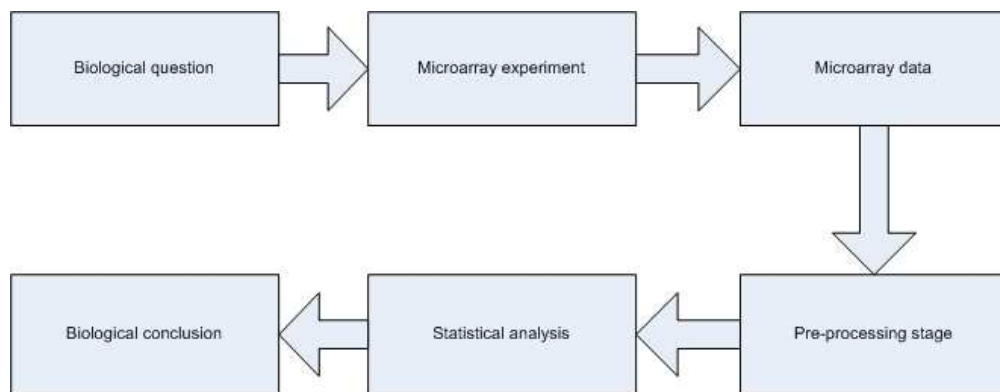 Biological question
Microarray experiment
Microarray data
Pre-processing stage
Statistical analysis
Biological conclusion